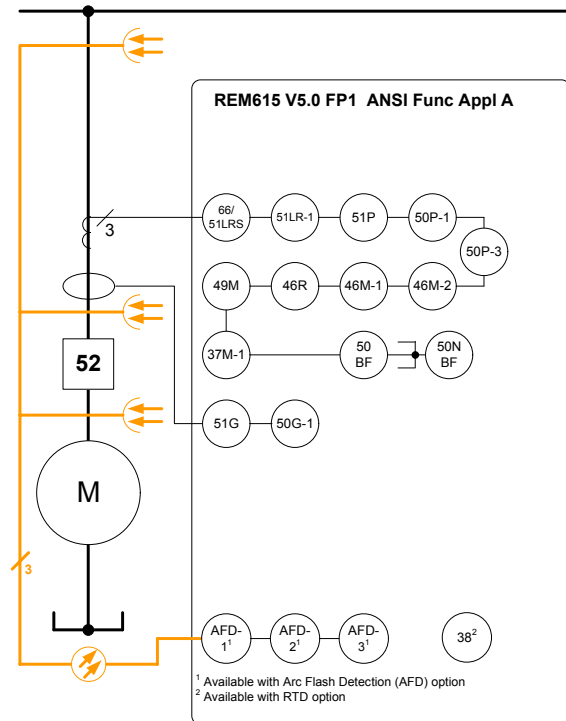 REM615 V5.0 FP1 ANSI Func Appl A
3
66/
51LRS
51LR-1
51P
50P-1
50P-3
49M
46R
46M-1
46M-2
37M-1
50
BF
50N
BF
52
51G
50G-1
M
3
AFD-
1¹
AFD-
2¹
AFD-
3¹
38²
¹ Available with Arc Flash Detection (AFD) option
² Available with RTD option